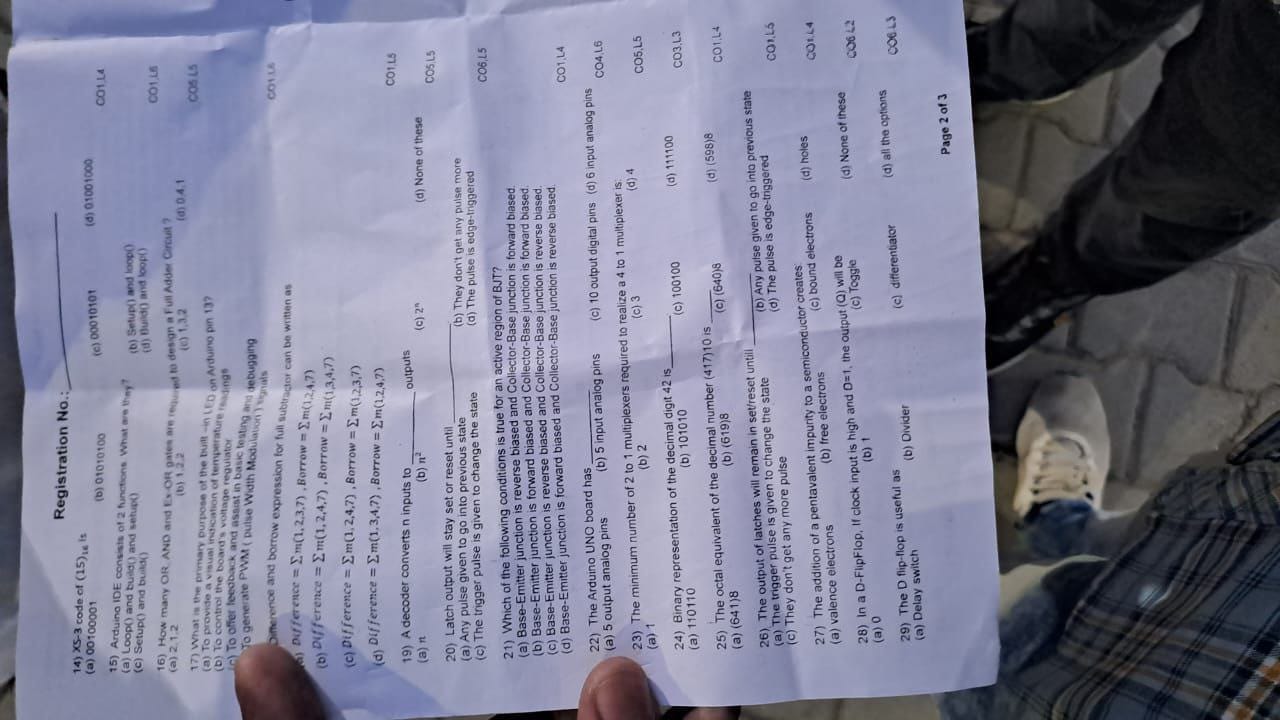 Registration No.:
14) XS-3 code of (15)₁₆ is
(a) 00100001 (b) 01010100 (c) 00010101 (d) 01001000
CO1,L4
15) Arduino IDE consists of 2 functions. What are they?
(a) Loop() and build() and setup() (b) Setup() and loop()
(c) Setup() and build() (d) Build() and loop()
CO1,L6
16) How many OR, AND and Ex-OR gates are required to design a Full Adder Circuit ?
(a) 2,1,2 (b) 1,2,2 (c) 1,3,2 (d) 0,4,1
CO5,L5
17) What is the primary purpose of the built -in LED on Arduino pin 13?
(a) To provide a visual indication of temperature readings
(b) To control the board's voltage regulator
(c) To offer feedback and assist in basic testing and debugging
To generate PWM ( pulse Width Modulation ) signals
CO1,L6
Difference and borrow expression for full subtractor can be written as
(a) Difference = Σm(1,2,3,7) , Borrow = Σm(1,2,4,7)
(b) Difference = Σm(1,2,4,7) , Borrow = Σm(1,3,4,7)
(c) Difference = Σm(1,2,4,7) , Borrow = Σm(1,2,3,7)
(d) Difference = Σm(1,3,4,7) , Borrow = Σm(1,2,4,7)
CO1,L5
19) A decoder converts n inputs to ________ outputs
(a) n (b) n² (c) 2ⁿ (d) None of these
CO5,L5
20) Latch output will stay set or reset until ________
(a) Any pulse given to go into previous state (b) They don't get any pulse more
(c) The trigger pulse is given to change the state (d) The pulse is edge-triggered
CO6,L5
21) Which of the following conditions is true for an active region of BJT?
(a) Base-Emitter junction is reverse biased and Collector-Base junction is forward biased.
(b) Base-Emitter junction is forward biased and Collector-Base junction is forward biased.
(c) Base-Emitter junction is reverse biased and Collector-Base junction is reverse biased.
(d) Base-Emitter junction is forward biased and Collector-Base junction is reverse biased.
CO1,L4
22) The Arduino UNO board has ________
(a) 5 output analog pins (b) 5 input analog pins (c) 10 output digital pins (d) 6 input analog pins
CO4,L6
23) The minimum number of 2 to 1 multiplexers required to realize a 4 to 1 multiplexer is:
(a) 1 (b) 2 (c) 3 (d) 4
CO5,L5
24) Binary representation of the decimal digit 42 is________
(a) 110110 (b) 101010 (c) 100100 (d) 111100
CO3,L3
25) The octal equivalent of the decimal number (417)10 is ____
(a) (641)8 (b) (619)8 (c) (640)8 (d) (598)8
CO1,L4
26) The output of latches will remain in set/reset untill ________
(a) The trigger pulse is given to change the state (b) Any pulse given to go into previous state
(c) They don't get any more pulse (d) The pulse is edge-triggered
CO1,L5
27) The addition of a pentavalent impurity to a semiconductor creates:
(a) valence electrons (b) free electrons (c) bound electrons (d) holes
CO1,L4
28) In a D-FlipFlop, If clock input is high and D=1, the output (Q) will be
(a) 0 (b) 1 (c) Toggle (d) None of these
CO6 L2
29) The D flip-flop is useful as
(a) Delay switch (b) Divider (c) differentiator (d) all the options
CO6 L3
Page 2 of 3